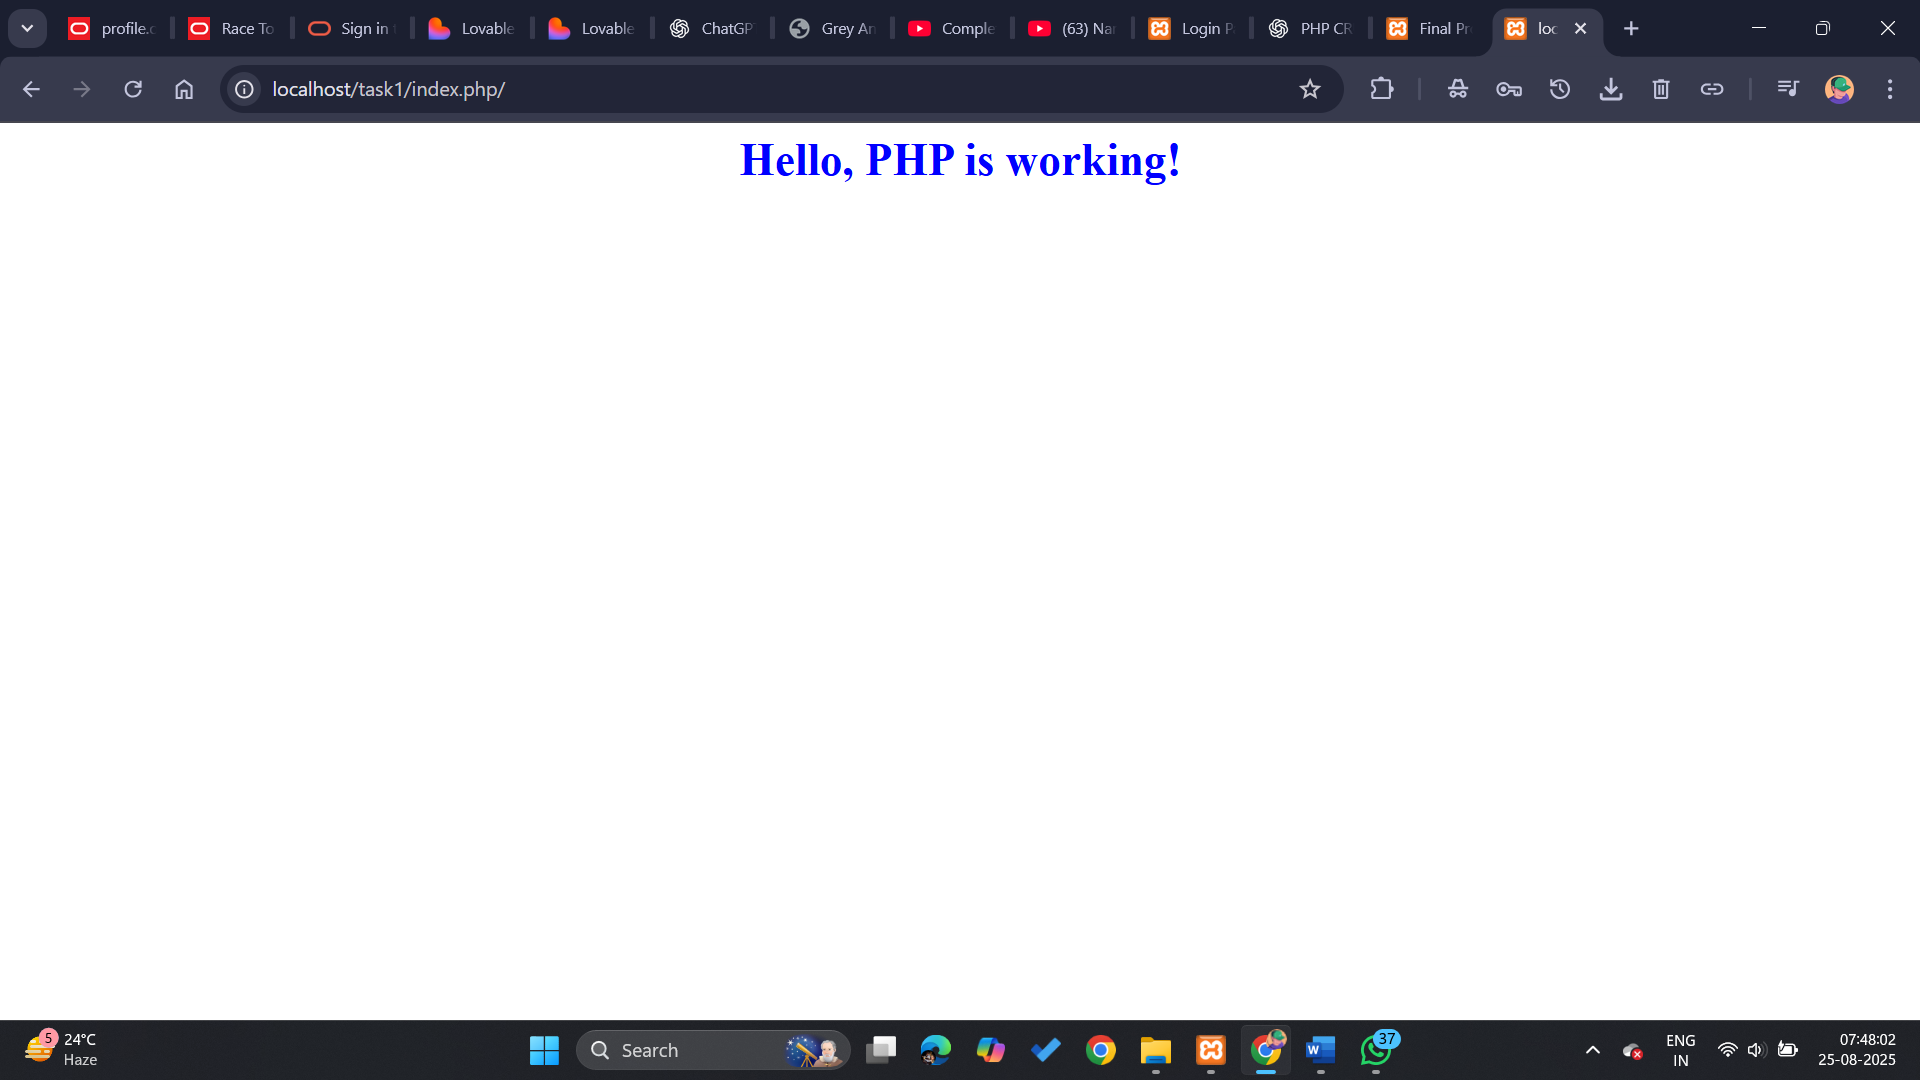 profile.c
Race To
Sign in
Lovable
Lovable
ChatGP
Grey An
Comple
(63) Nar
Login P
PHP CR
Final Pr
loc
localhost/task1/index.php/
Hello, PHP is working!
5
24°C
Haze
Search
37
ENG
IN
07:48:02
25-08-2025